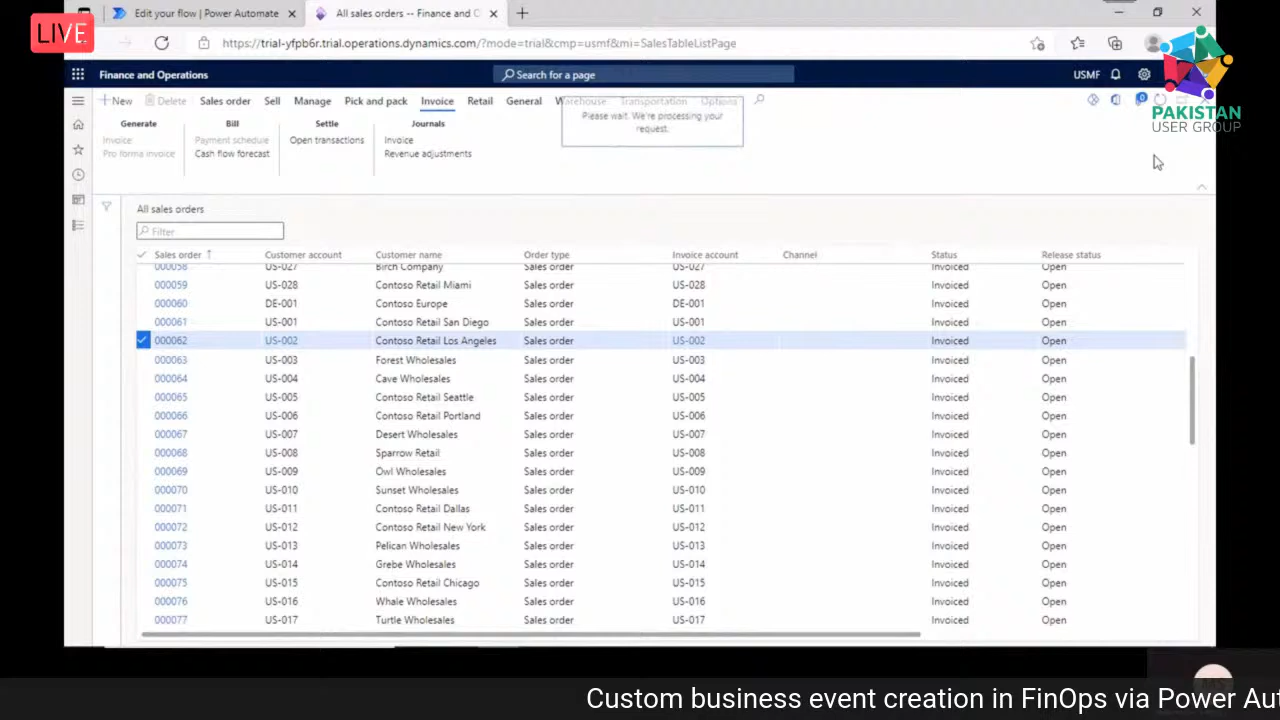 LIVE
Edit your flow | Power Automate
All sales orders -- Finance and O
https://trial-yfpb6r.trial.operations.dynamics.com/?mode=trial&cmp=usmf&mi=SalesTableListPage
Finance and Operations
Search for a page
USMF
PAKISTAN
USER GROUP
New Delete Sales order Sell Manage Pick and pack Invoice Retail General Warehouse Transportation Options
Please wait. We're processing your
request.
Generate Bill Settle Journals
Invoice Payment schedule Open transactions Invoice
Pro forma invoice Cash flow forecast Revenue adjustments
All sales orders
Filter
Sales order Customer account Customer name Order type Invoice account Channel Status Release status
000058 US-027 Birch Company Sales order US-027 Invoiced Open
000059 US-028 Contoso Retail Miami Sales order US-028 Invoiced Open
000060 DE-001 Contoso Europe Sales order DE-001 Invoiced Open
000061 US-001 Contoso Retail San Diego Sales order US-001 Invoiced Open
000062 US-002 Contoso Retail Los Angeles Sales order US-002 Invoiced Open
000063 US-003 Forest Wholesales Sales order US-003 Invoiced Open
000064 US-004 Cave Wholesales Sales order US-004 Invoiced Open
000065 US-005 Contoso Retail Seattle Sales order US-005 Invoiced Open
000066 US-006 Contoso Retail Portland Sales order US-006 Invoiced Open
000067 US-007 Desert Wholesales Sales order US-007 Invoiced Open
000068 US-008 Sparrow Retail Sales order US-008 Invoiced Open
000069 US-009 Owl Wholesales Sales order US-009 Invoiced Open
000070 US-010 Sunset Wholesales Sales order US-010 Invoiced Open
000071 US-011 Contoso Retail Dallas Sales order US-011 Invoiced Open
000072 US-012 Contoso Retail New York Sales order US-012 Invoiced Open
000073 US-013 Pelican Wholesales Sales order US-013 Invoiced Open
000074 US-014 Grebe Wholesales Sales order US-014 Invoiced Open
000075 US-015 Contoso Retail Chicago Sales order US-015 Invoiced Open
000076 US-016 Whale Wholesales Sales order US-016 Invoiced Open
000077 US-017 Turtle Wholesales Sales order US-017 Invoiced Open
Custom business event creation in FinOps via Power Au